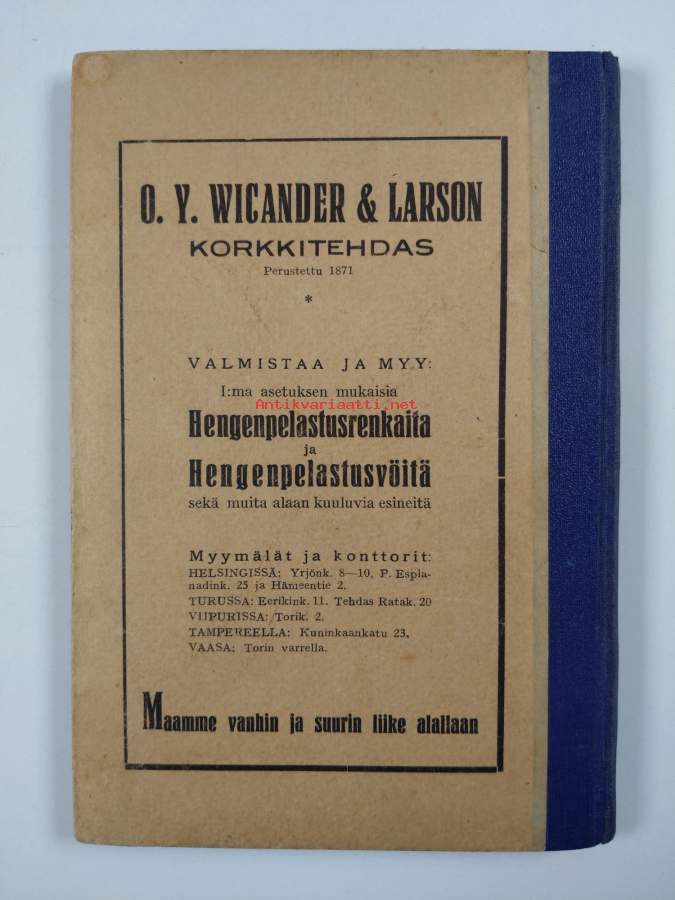 O. Y. WICANDER & LARSON
KORKKITEHDAS
Perustettu 1871
*
VALMISTAA JA MYY:
I:ma asetuksen mukaisia
Antikvariaatti.net
Hengenpelastusrenkaita
ja
Hengenpelastusvöitä
sekä muita alaan kuuluvia esineitä
Myymälät ja konttorit:
HELSINGISSÄ: Yrjönk. 8—10, P. Espla-
nadink. 25 ja Hämeentie 2.
TURUSSA: Eerikink. 11. Tehdas Ratak. 20
VIIPURISSA: Torik. 2.
TAMPEREELLA: Kuninkaankatu 23.
VAASA: Torin varrella.
Maamme vanhin ja suurin liike alallaan